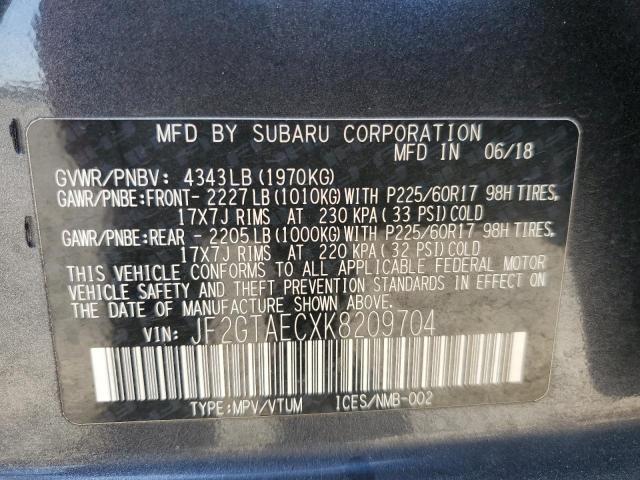 MFD BY SUBARU CORPORATION
MFD IN 06/18
GVWR/PNBV: 4343LB (1970KG)
GAWR/PNBE:FRONT- 2227LB (1010KG) WITH P225/60R17 98H TIRES,
17X7J RIMS AT 230 KPA (33 PSI) COLD
GAWR/PNBE:REAR - 2205LB (1000KG) WITH P225/60R17 98H TIRES,
17X7J RIMS AT 220 KPA (32 PSI) COLD
THIS VEHICLE CONFORMS TO ALL APPLICABLE FEDERAL MOTOR
VEHICLE SAFETY AND THEFT PREVENTION STANDARDS IN EFFECT ON
THE DATE OF MANUFACTURE SHOWN ABOVE.
VIN: JF2GTAECXK8209704
TYPE:MPV/VTUM ICES/NMB-002